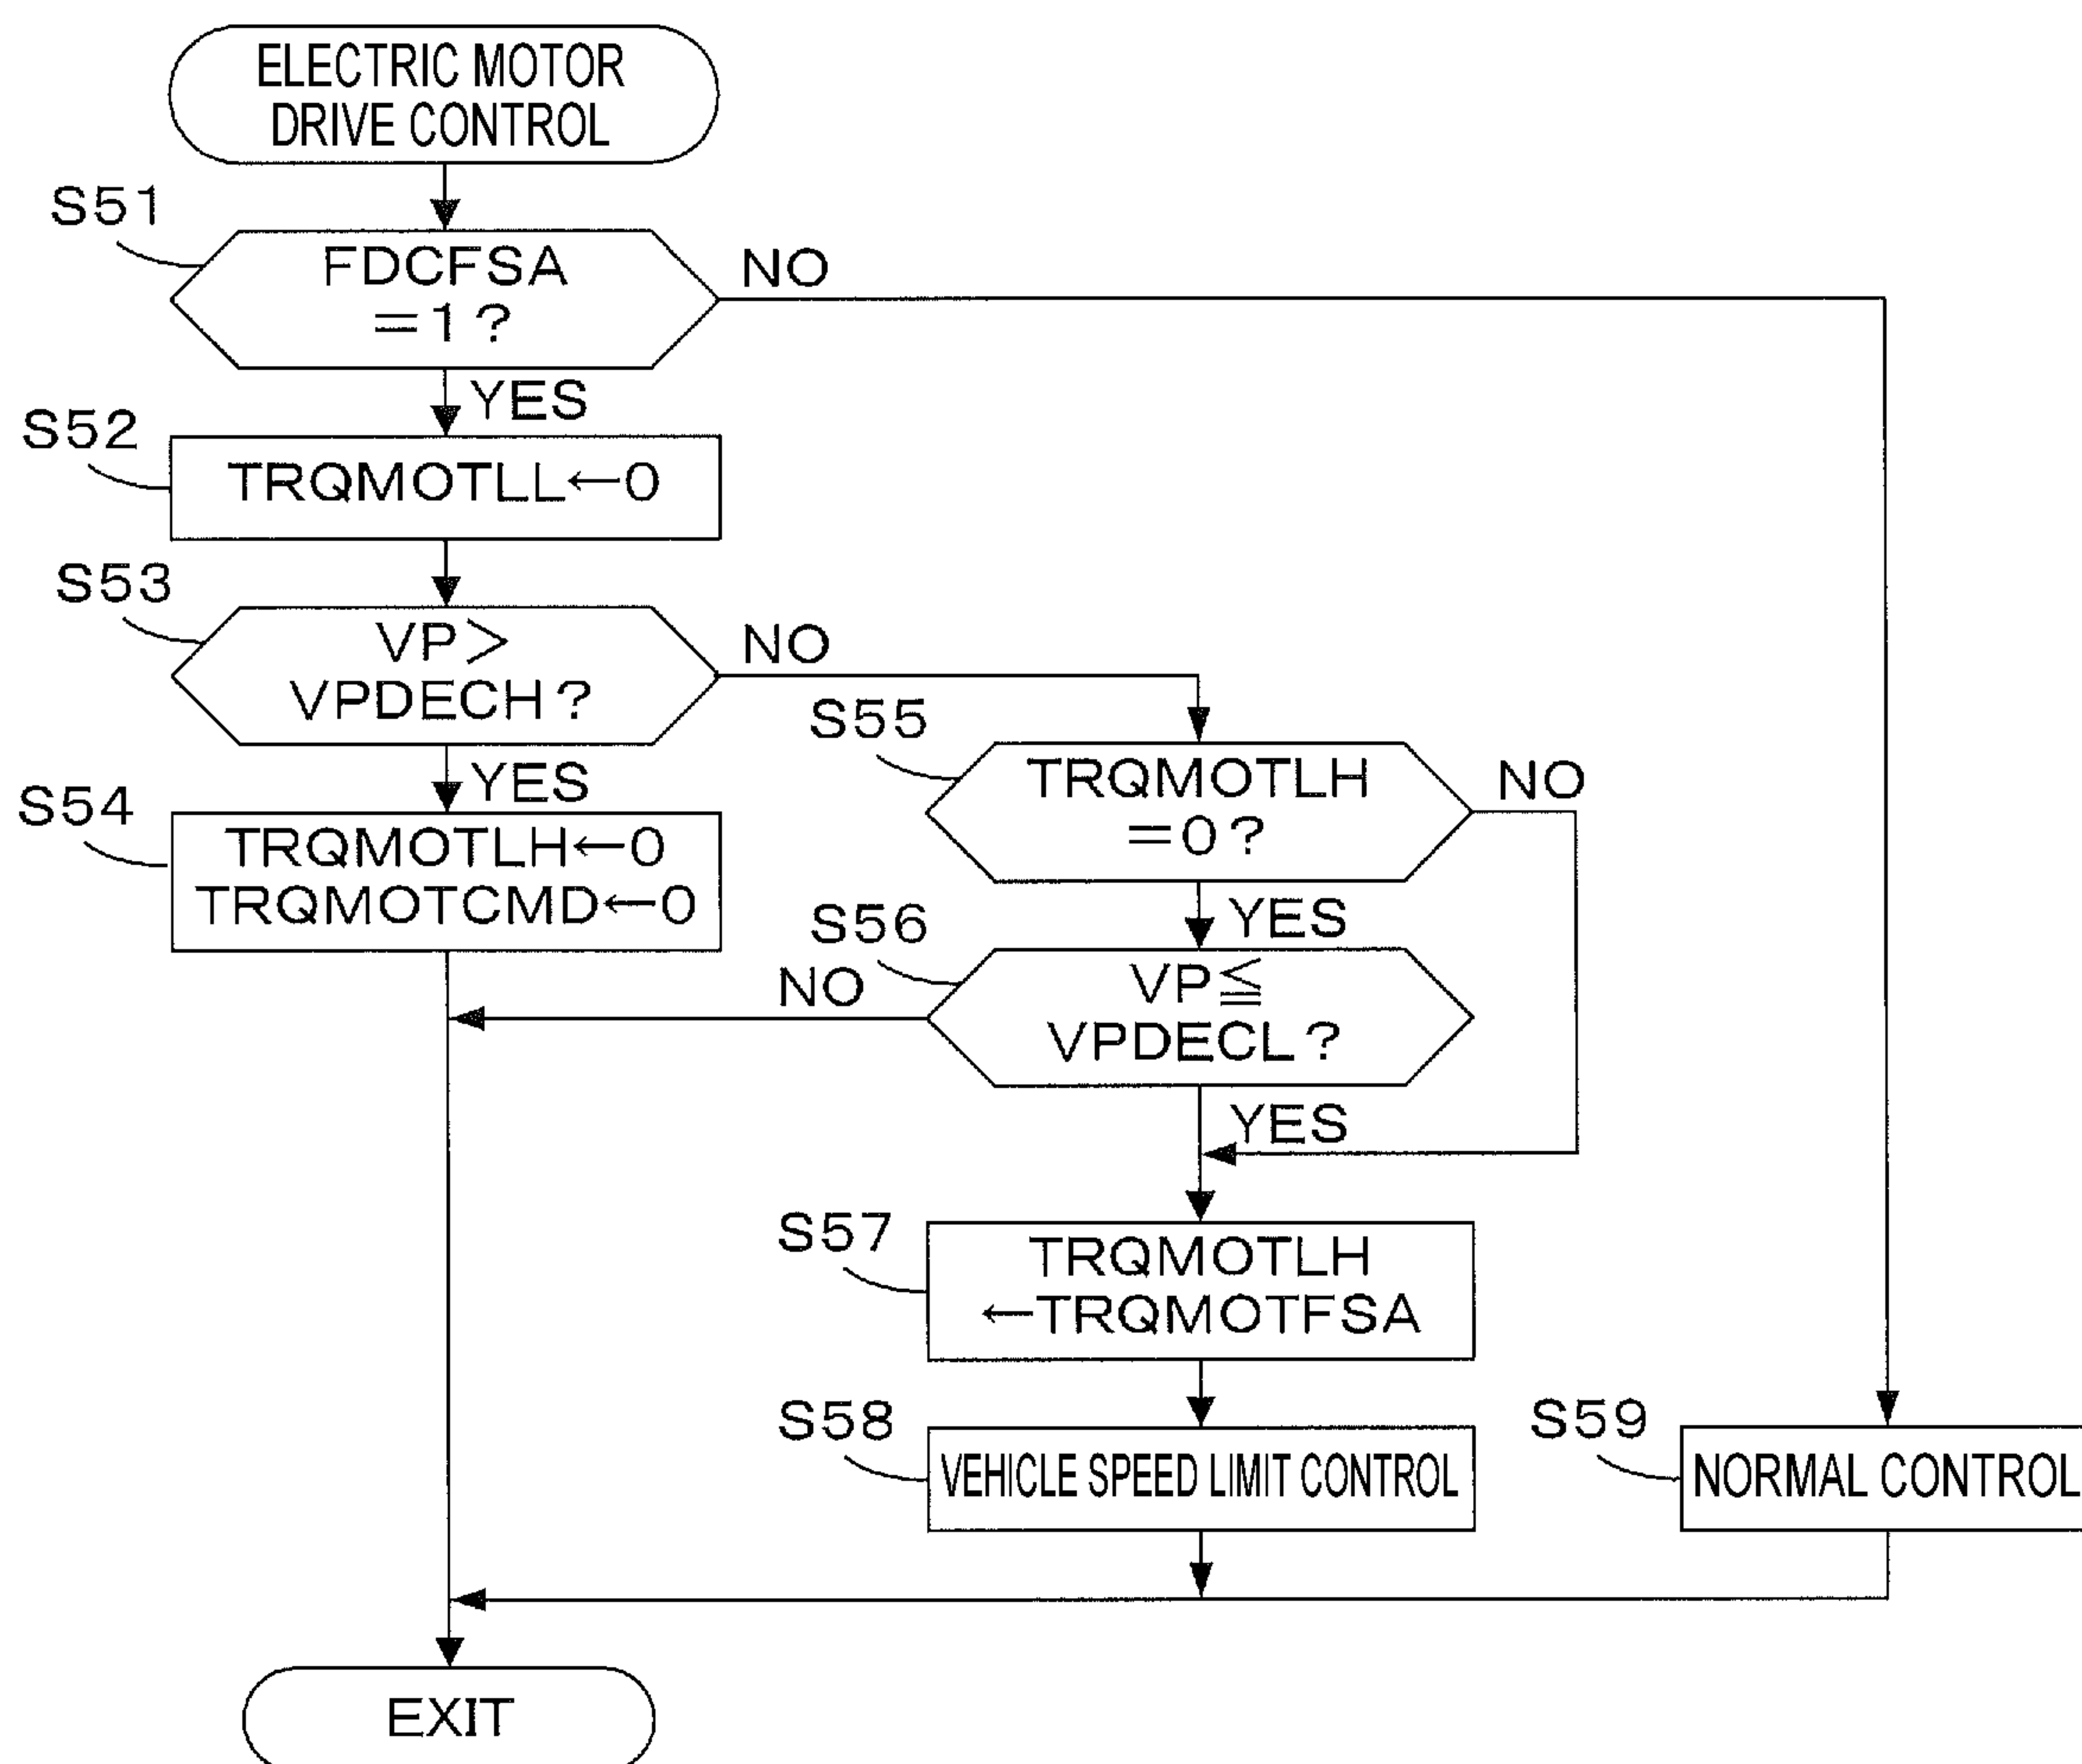 ELECTRIC MOTOR
DRIVE CONTROL
S51
FDCFSA
=1?
NO
YES
S52
TRQMOTLL←0
S53
VP>
VPDECH?
NO
YES
S54
TRQMOTLH←0
TRQMOTCMD←0
S55
TRQMOTLH
=0?
NO
YES
S56
VP≦
VPDECL?
NO
YES
S57
TRQMOTLH
←TRQMOTFSA
S58
VEHICLE SPEED LIMIT CONTROL
S59
NORMAL CONTROL
EXIT